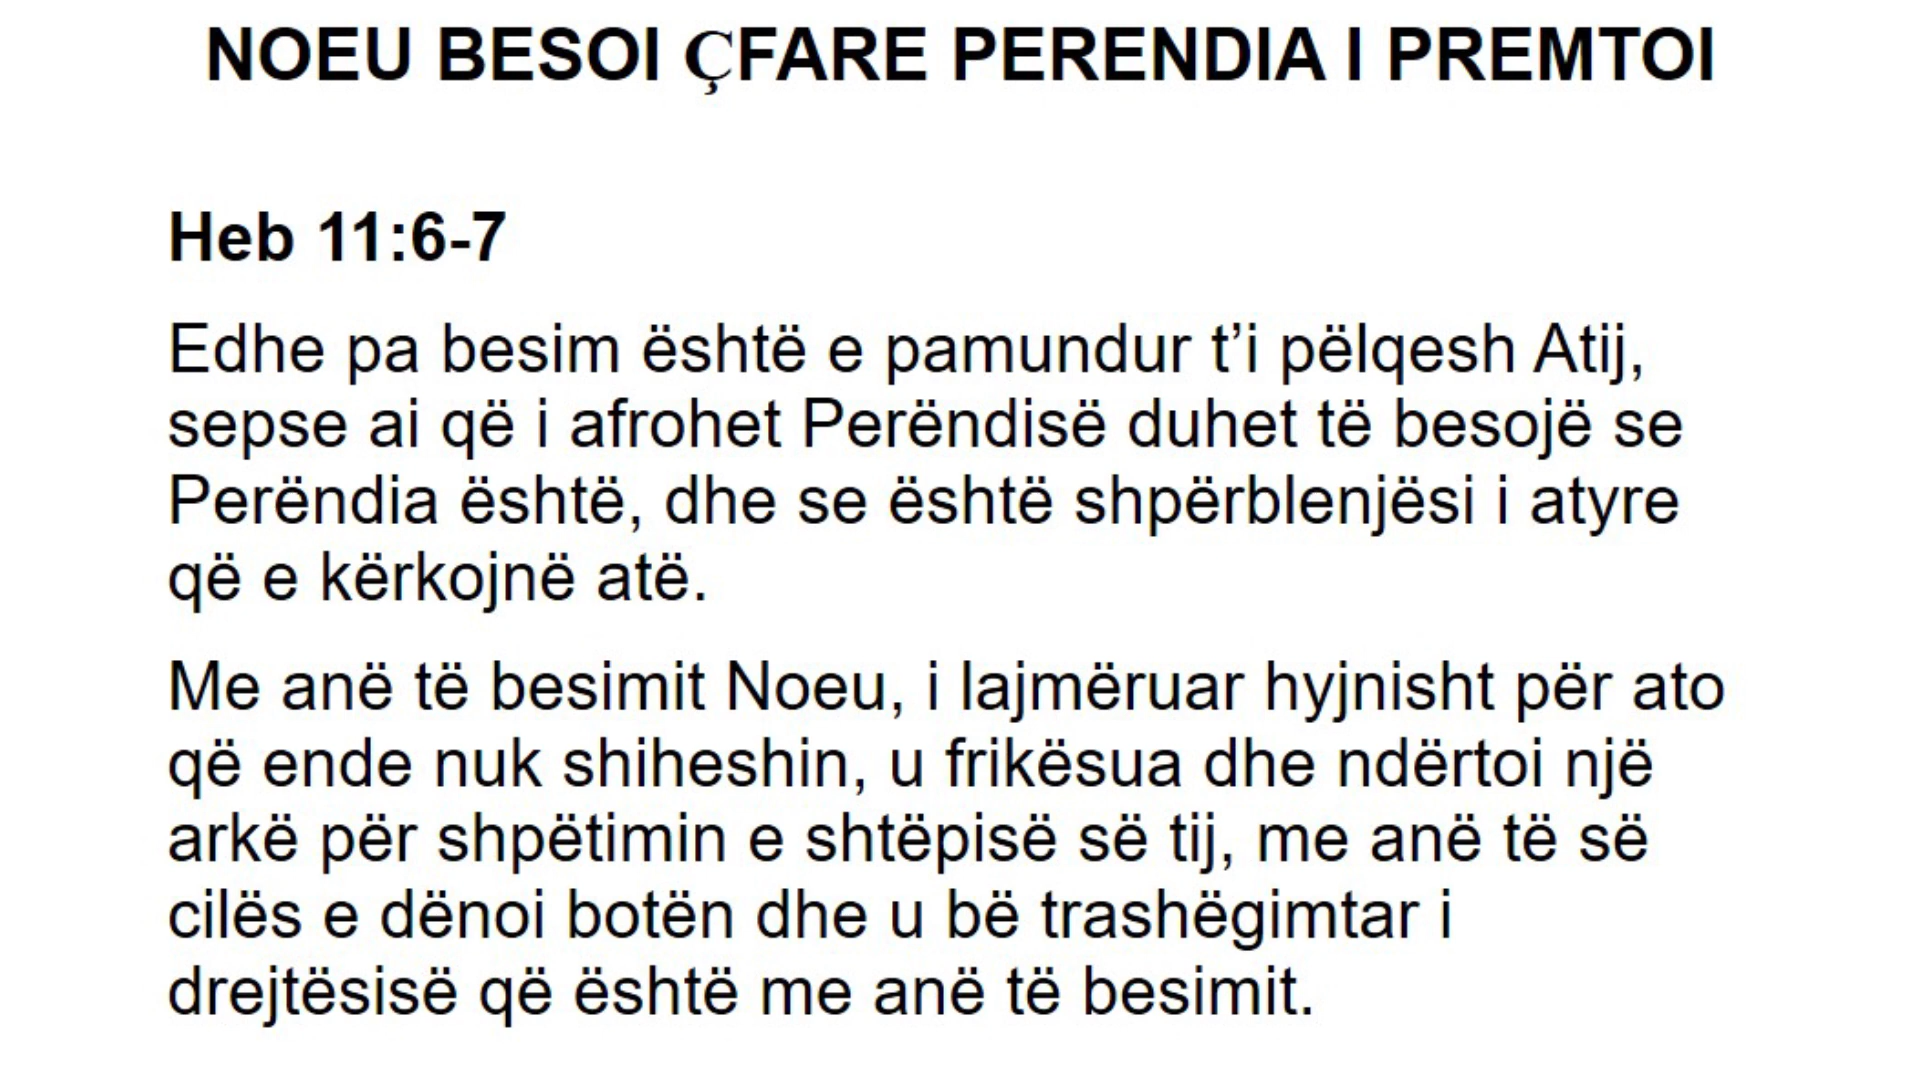 NOEU BESOI ÇFARE PERENDIA I PREMTOI
Heb 11:6-7
Edhe pa besim është e pamundur t’i pëlqesh Atij,
sepse ai që i afrohet Perëndisë duhet të besojë se
Perëndia është, dhe se është shpërblenjësi i atyre
që e kërkojnë atë.
Me anë të besimit Noeu, i lajmëruar hyjnisht për ato
që ende nuk shiheshin, u frikësua dhe ndërtoi një
arkë për shpëtimin e shtëpisë së tij, me anë të së
cilës e dënoi botën dhe u bë trashëgimtar i
drejtësisë që është me anë të besimit.